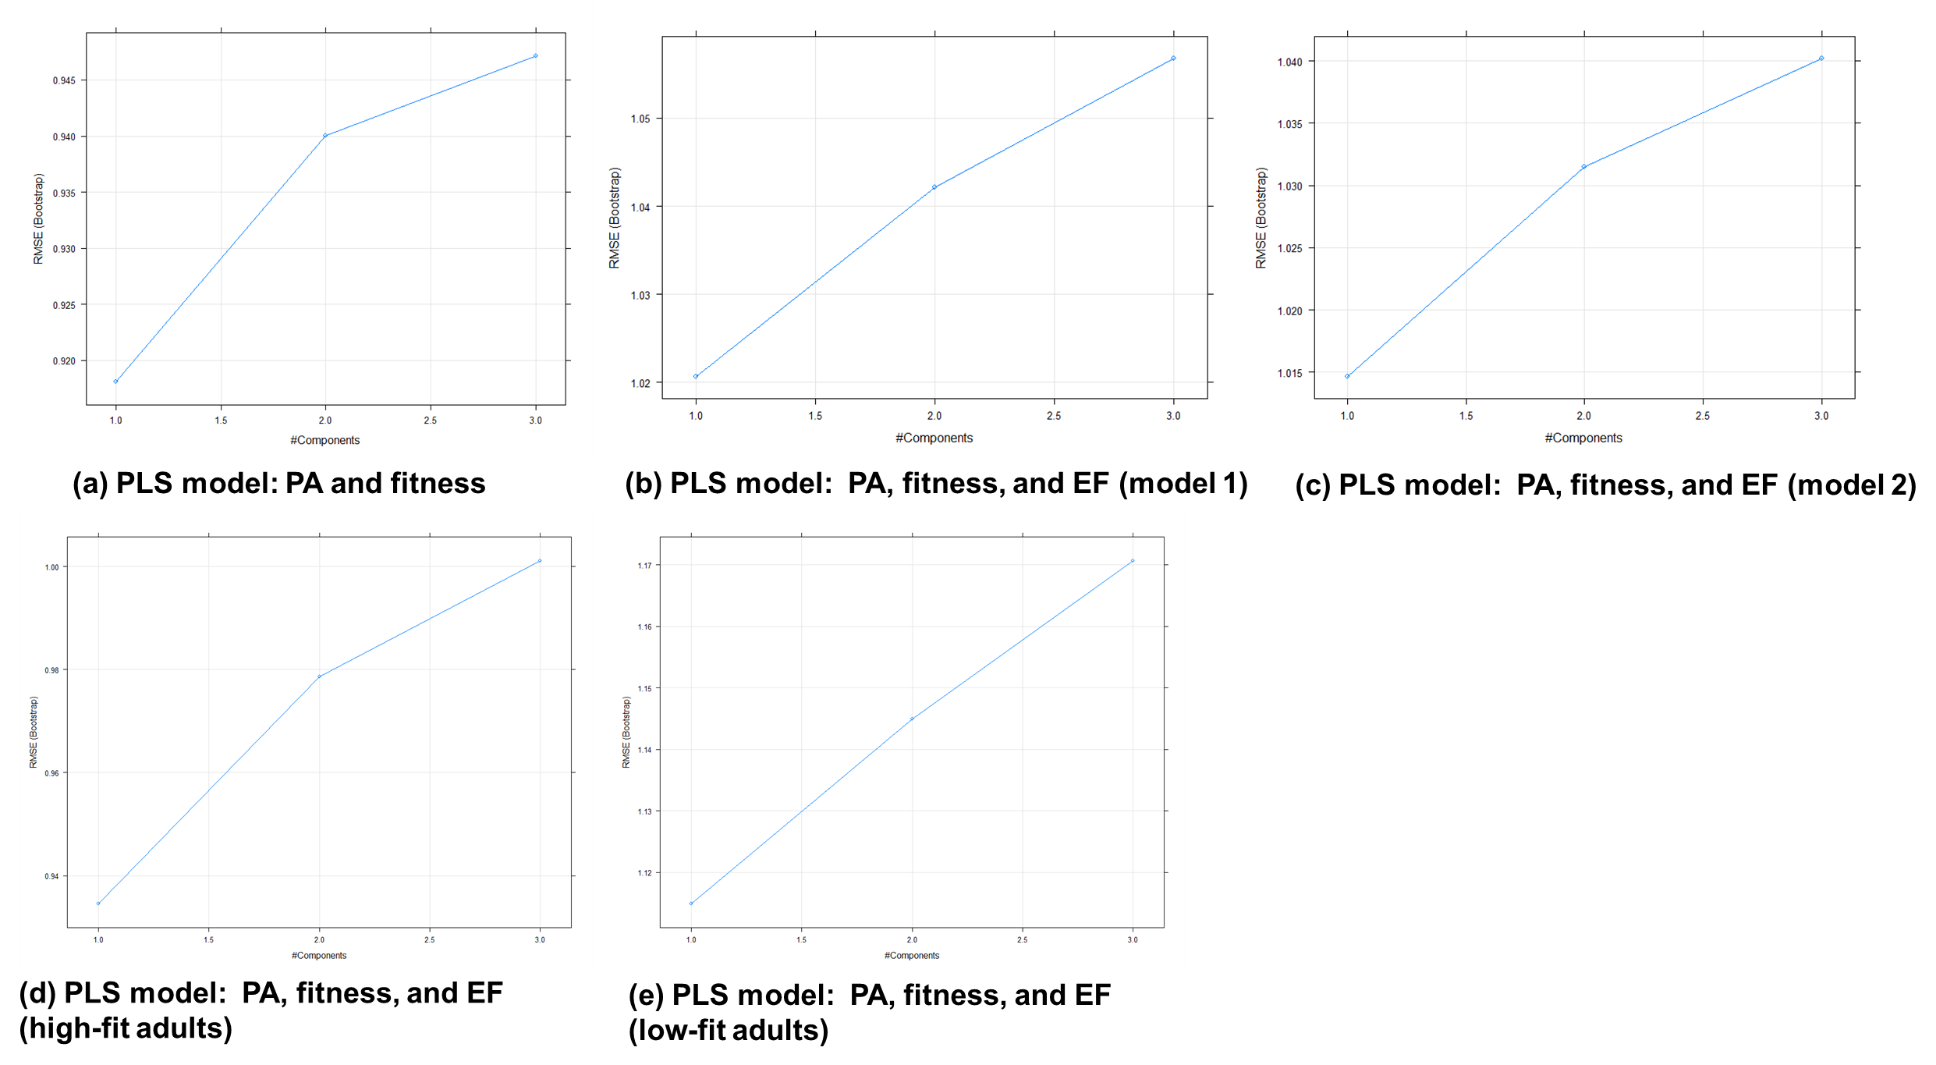 0.945
0.940
0.935
0.930
0.925
0.920
RMSE (Bootstrap)
1.0 1.5 2.0 2.5 3.0
#Components
(a) PLS model: PA and fitness
1.05
1.04
1.03
1.02
RMSE (Bootstrap)
1.0 1.5 2.0 2.5 3.0
#Components
(b) PLS model: PA, fitness, and EF (model 1)
1.040
1.035
1.030
1.025
1.020
1.015
RMSE (Bootstrap)
1.0 1.5 2.0 2.5 3.0
#Components
(c) PLS model: PA, fitness, and EF (model 2)
1.00
0.98
0.96
0.94
RMSE (Bootstrap)
1.0 1.5 2.0 2.5 3.0
#Components
(d) PLS model: PA, fitness, and EF
(high-fit adults)
1.17
1.16
1.15
1.14
1.13
1.12
RMSE (Bootstrap)
1.0 1.5 2.0 2.5 3.0
#Components
(e) PLS model: PA, fitness, and EF
(low-fit adults)